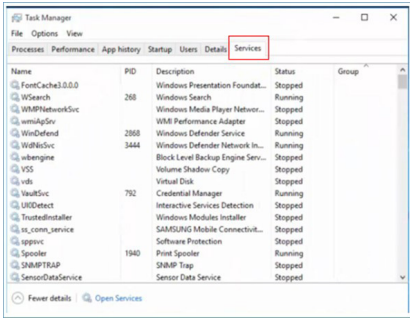 Task Manager
File Options View
Processes Performance App history Startup Users Details Services
Name PID Description Status Group
FontCache3.0.0.0 Windows Presentation Foundat... Stopped
WSearch 268 Windows Search Running
WMPNetworkSvc Windows Media Player Networ... Stopped
wmiApSrv WMI Performance Adapter Stopped
WinDefend 2868 Windows Defender Service Running
WdNisSvc 3444 Windows Defender Network In... Running
wbengine Block Level Backup Engine Serv... Stopped
VSS Volume Shadow Copy Stopped
vds Virtual Disk Stopped
VaultSvc 792 Credential Manager Running
UI0Detect Interactive Services Detection Stopped
TrustedInstaller Windows Modules Installer Stopped
ss_conn_service SAMSUNG Mobile Connectivit... Stopped
sppsvc Software Protection Stopped
Spooler 1940 Print Spooler Running
SNMPTRAP SNMP Trap Stopped
SensorDataService Sensor Data Service Stopped
Fewer details Open Services